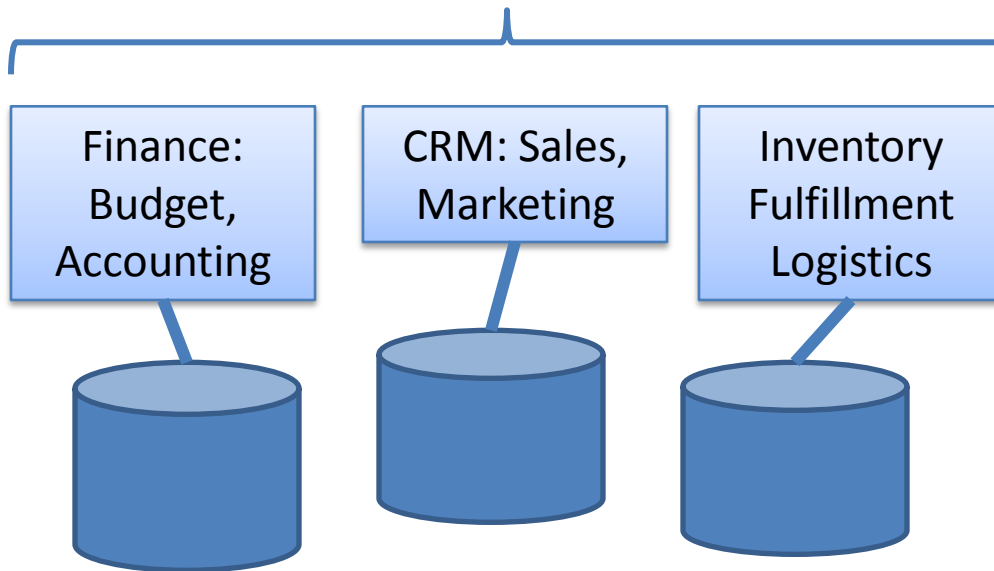 Finance:
Budget,
Accounting
CRM: Sales,
Marketing
Inventory
Fulfillment
Logistics